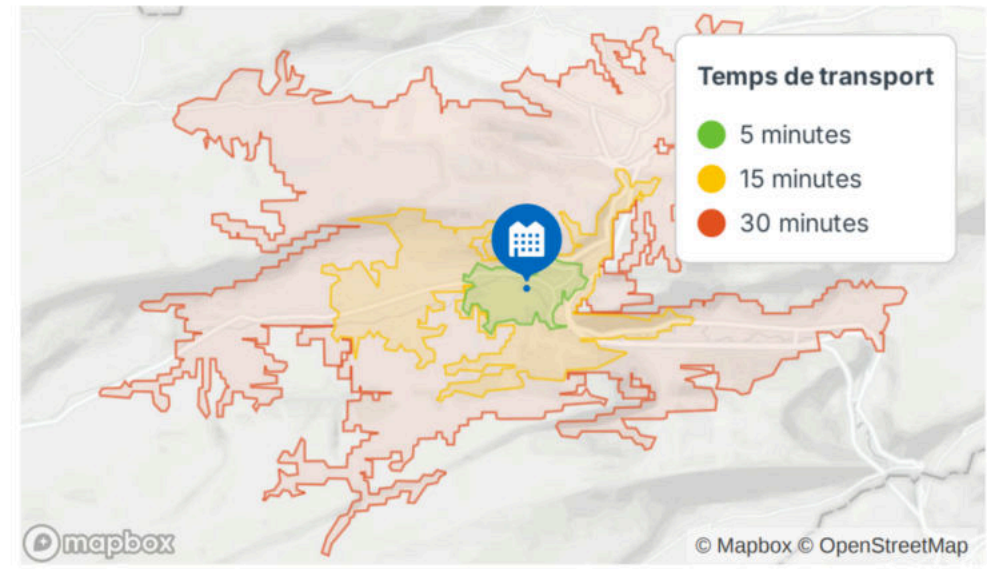 Temps de transport
5 minutes
15 minutes
30 minutes
mapbox
© Mapbox © OpenStreetMap